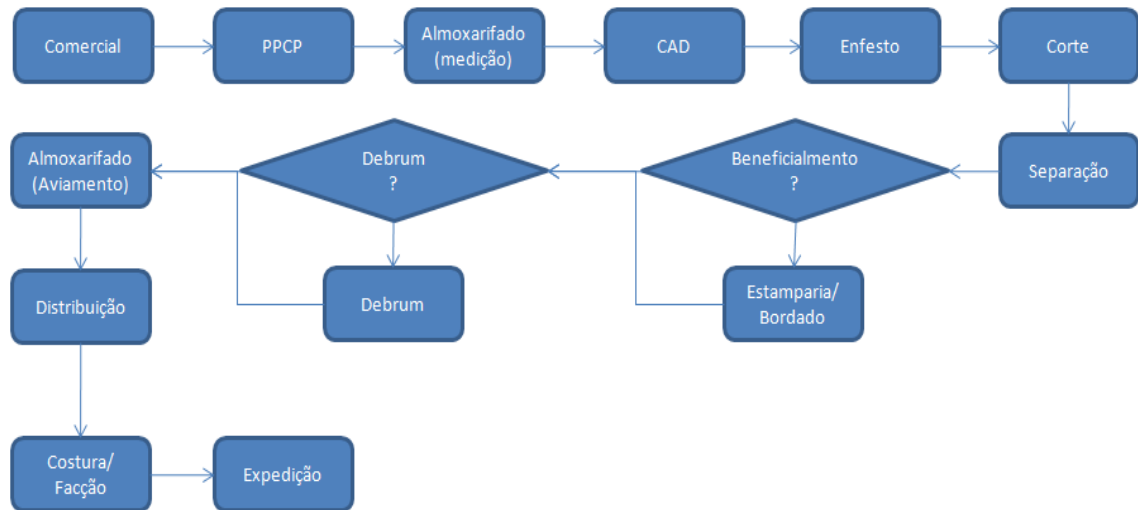 Comercial
PPCP
Almoxarifado
(medição)
CAD
Enfesto
Corte
Separação
Beneficialmento
?
Estamparia/
Bordado
Debrum
?
Debrum
Almoxarifado
(Aviamento)
Distribuição
Costura/
Facção
Expedição